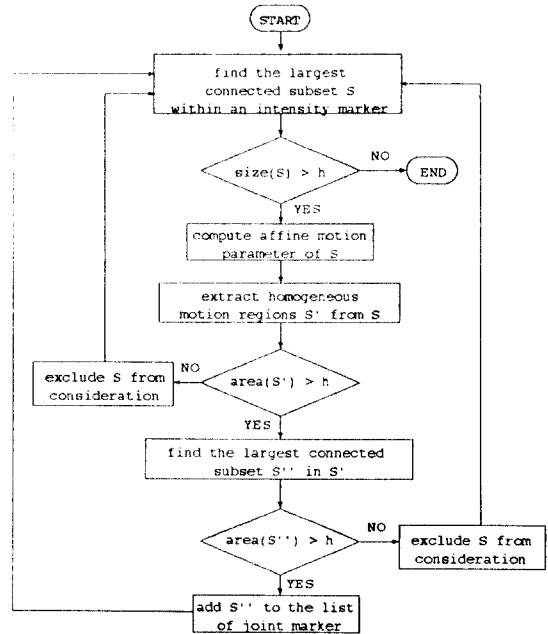 START
find the largest
connected subset S
within an intensity marker
size(S) > h
NO
END
YES
compute affine motion
parameter of S
extract homogeneous
motion regions S' from S
area(S') > h
NO
exclude S from
consideration
YES
find the largest connected
subset S'' in S'
area(S'') > h
NO
exclude S from
consideration
YES
add S'' to the list
of joint marker